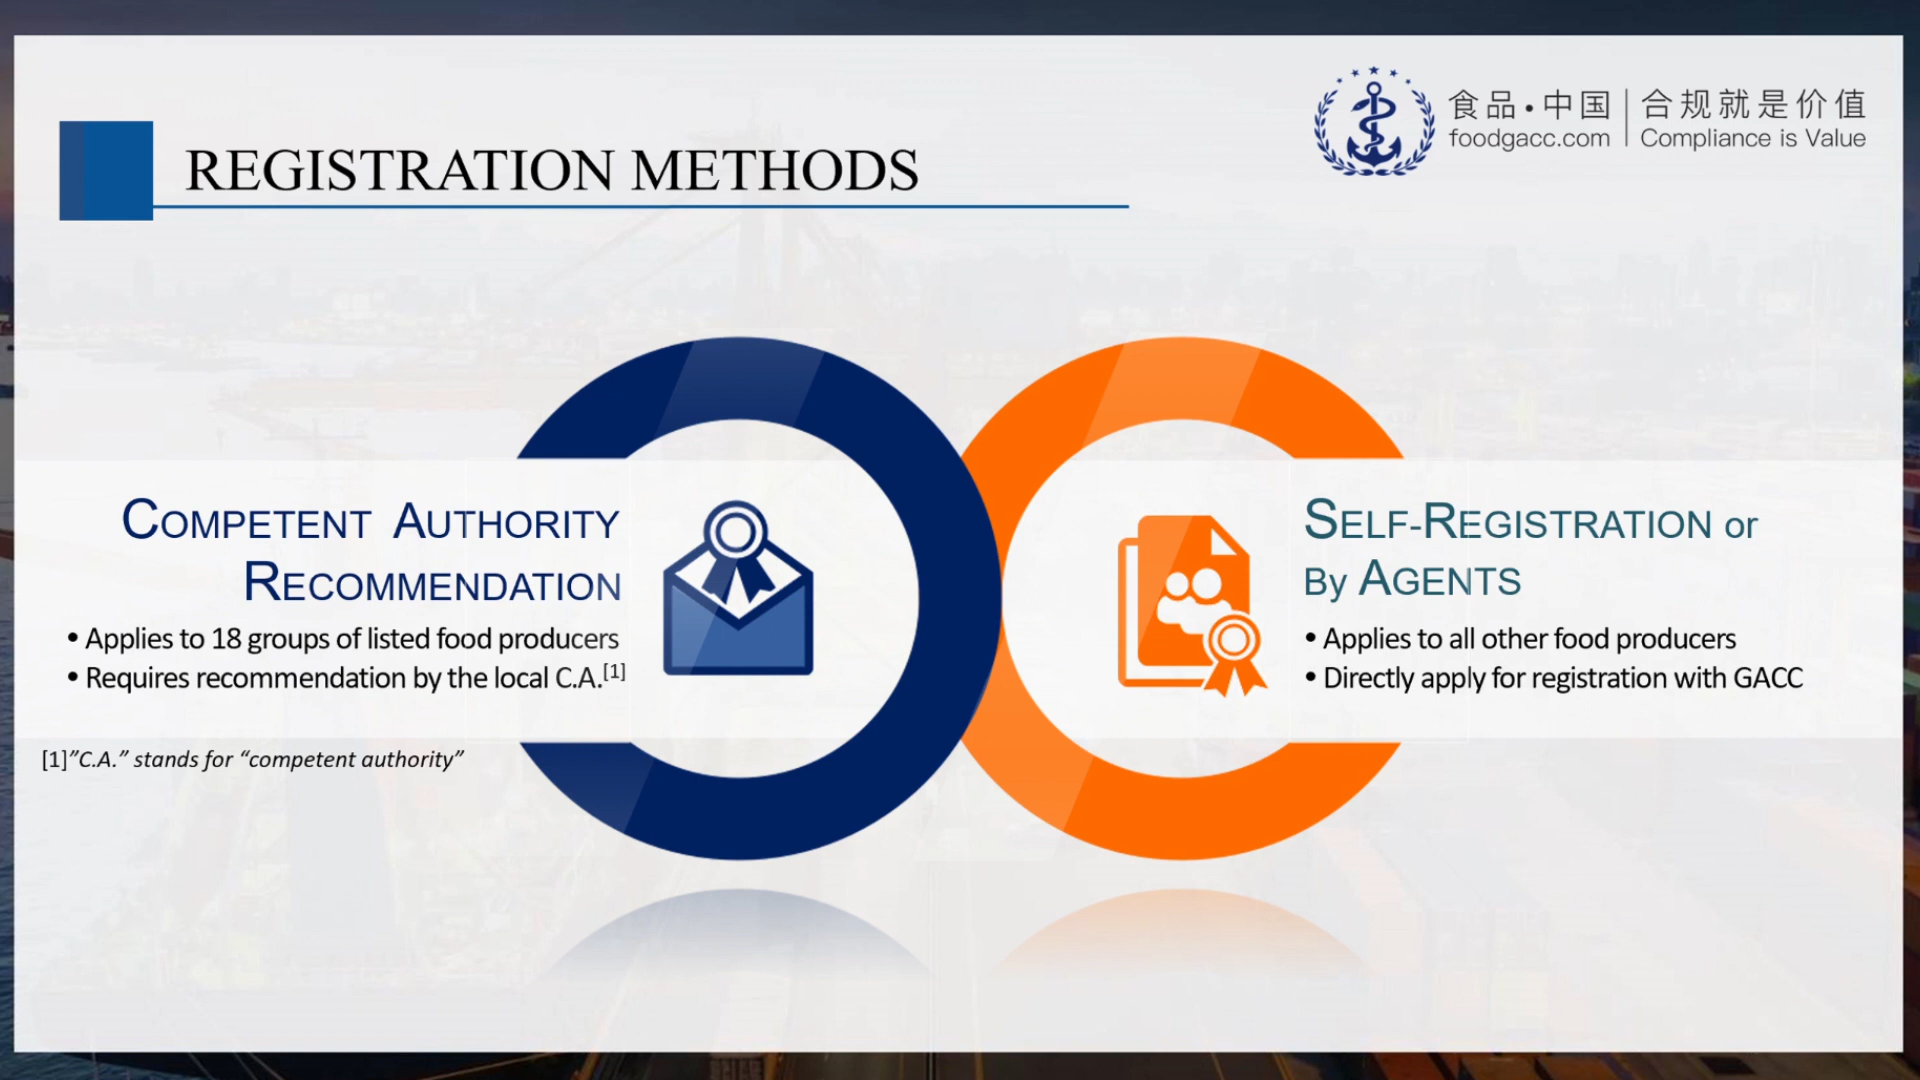 食品•中国 | 合规就是价值
foodgacc.com | Compliance is Value
REGISTRATION METHODS
COMPETENT AUTHORITY
RECOMMENDATION
• Applies to 18 groups of listed food producers
• Requires recommendation by the local C.A.[1]
[1]”C.A.” stands for “competent authority”
SELF-REGISTRATION or
By AGENTS
• Applies to all other food producers
• Directly apply for registration with GACC